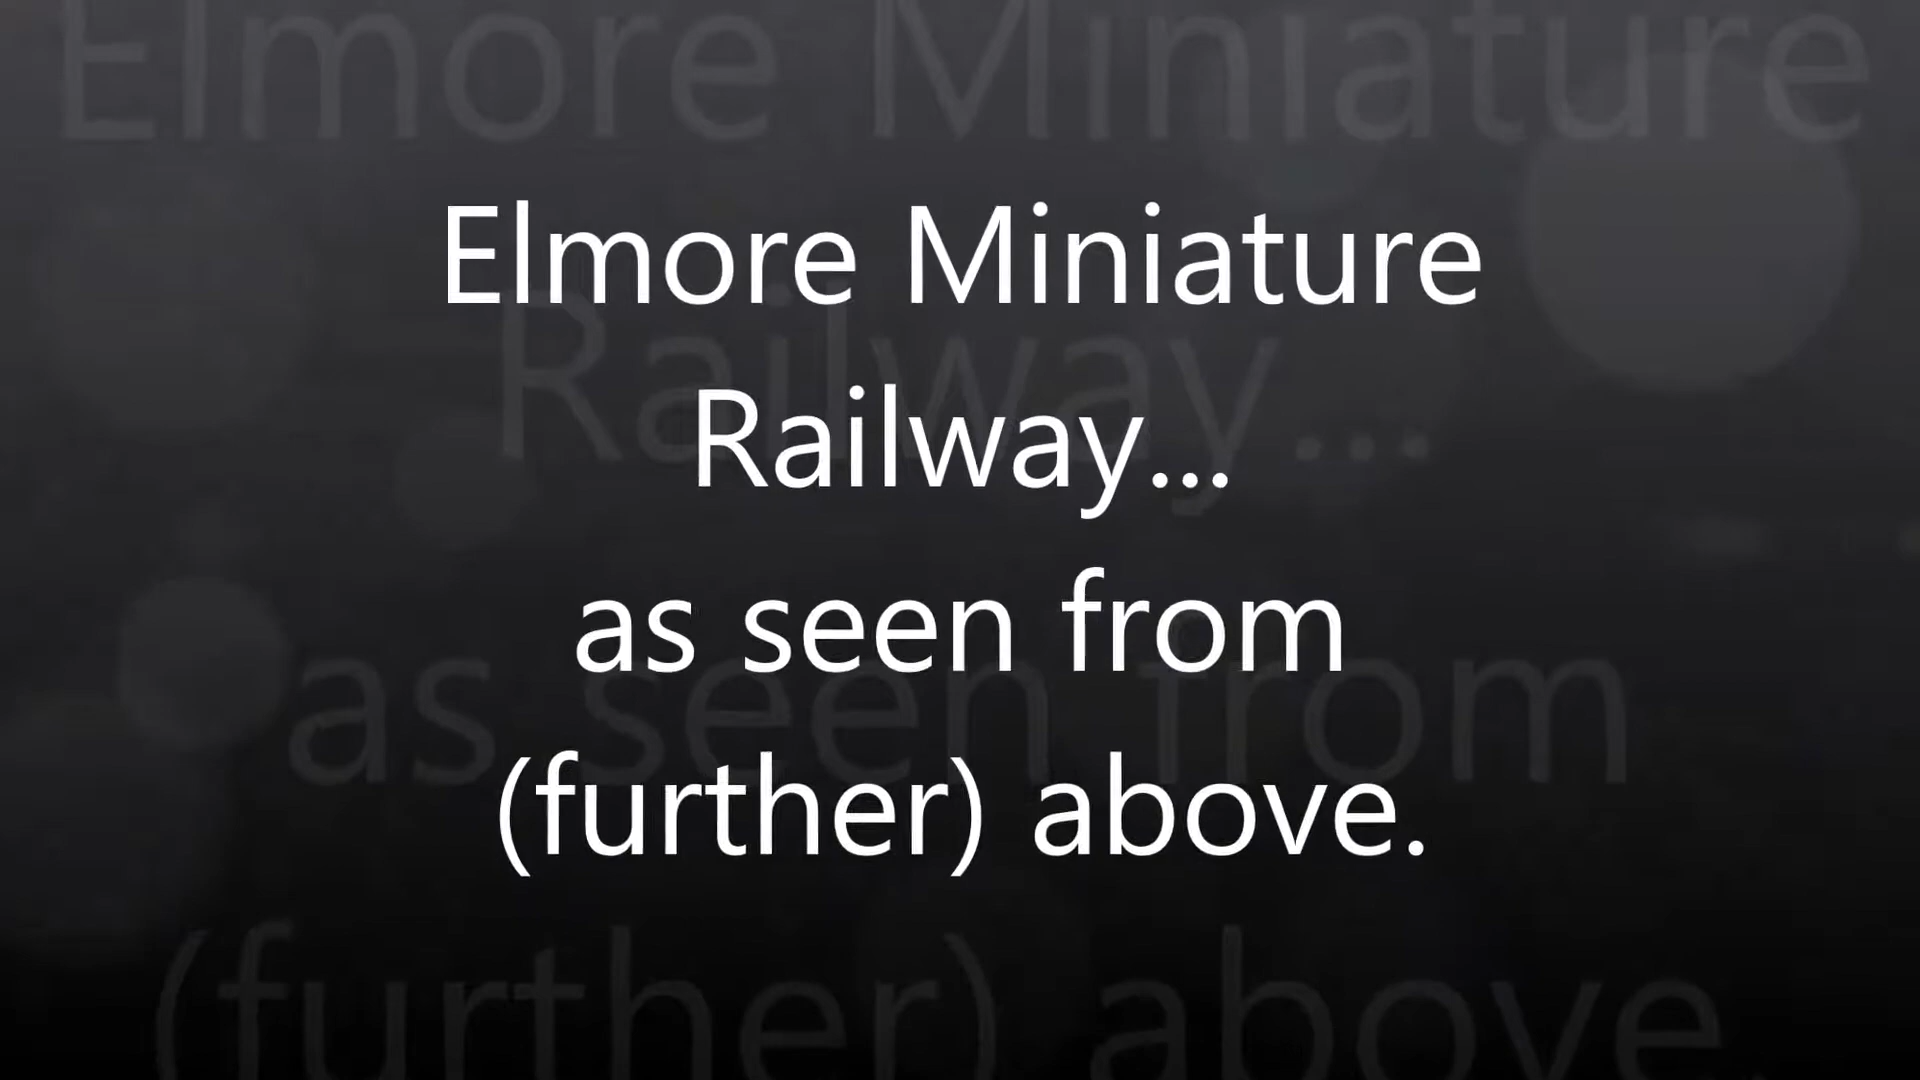 Elmore Miniature
Railway...
as seen from
(further) above.